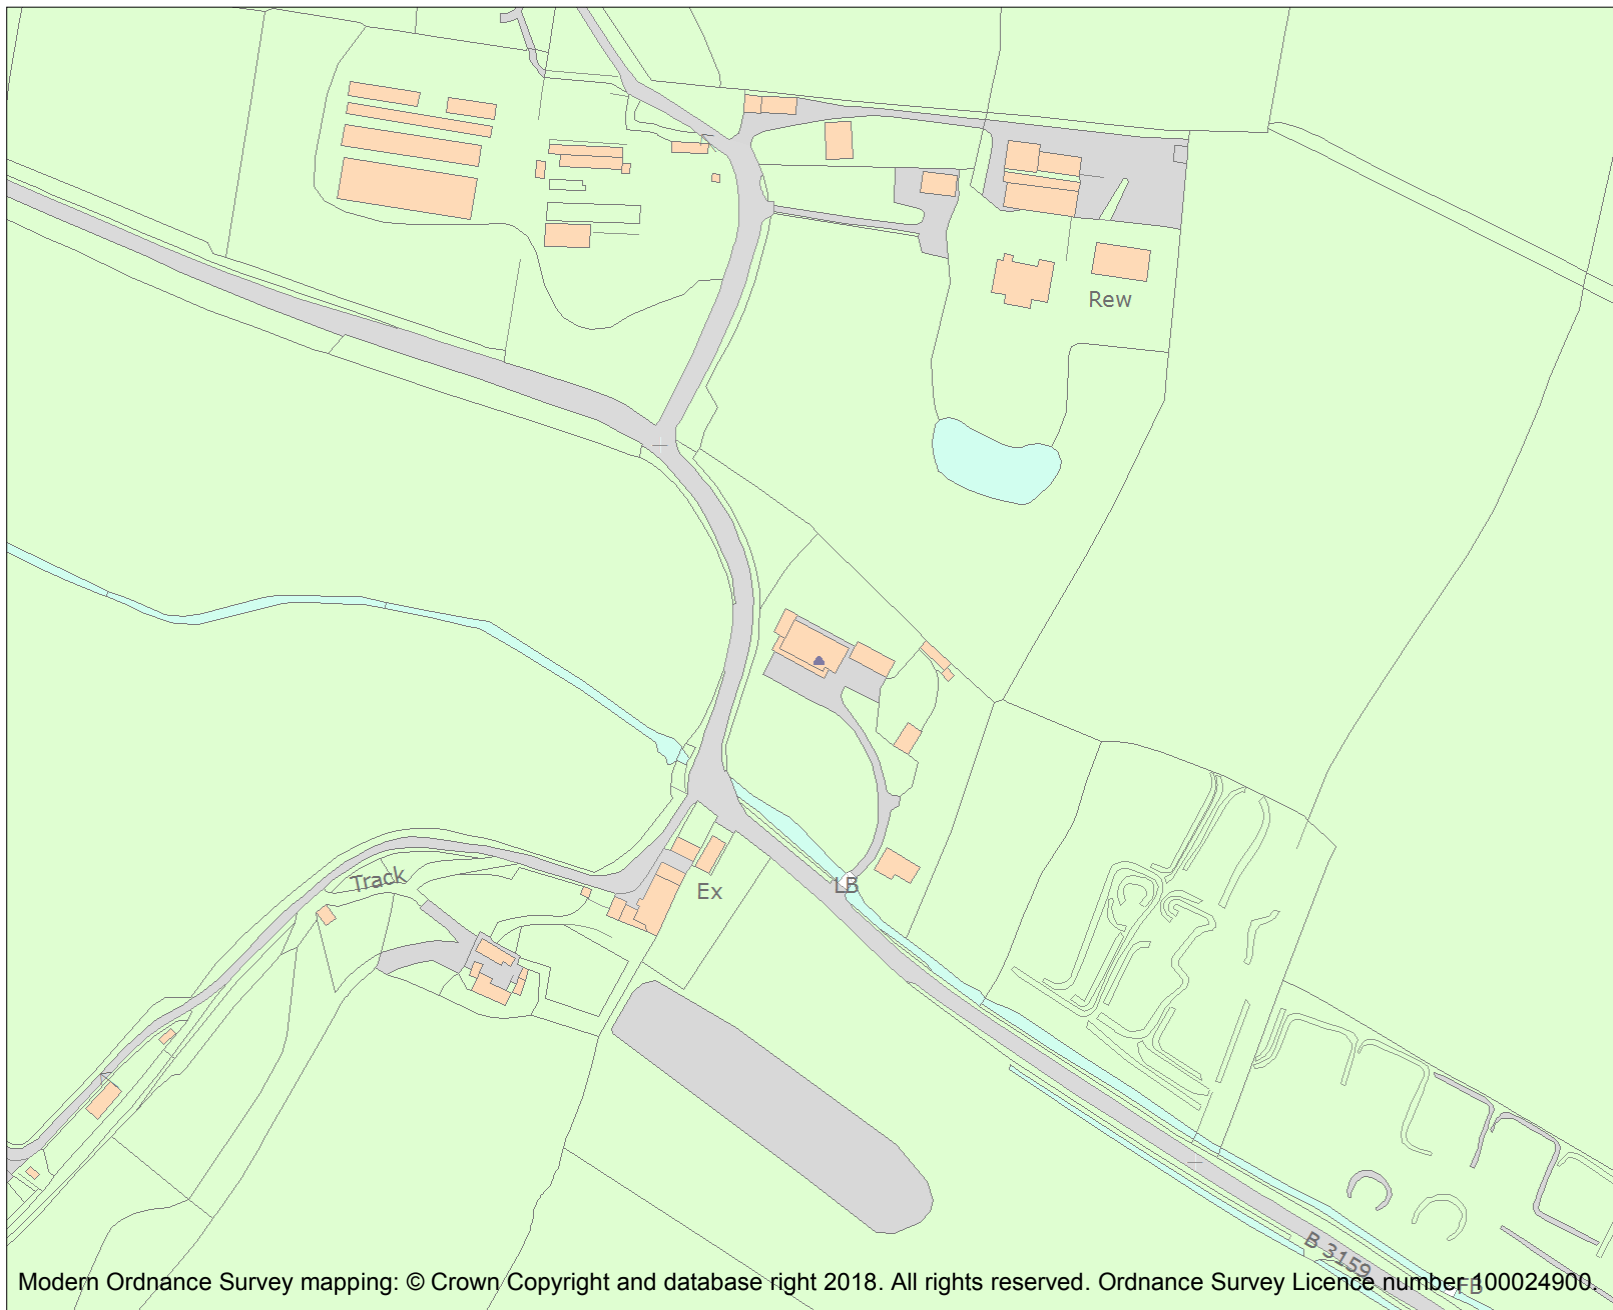 Rew
Track
Ex
LB
B 3159
FB
Modern Ordnance Survey mapping: © Crown Copyright and database right 2018. All rights reserved. Ordnance Survey Licence number 100024900.